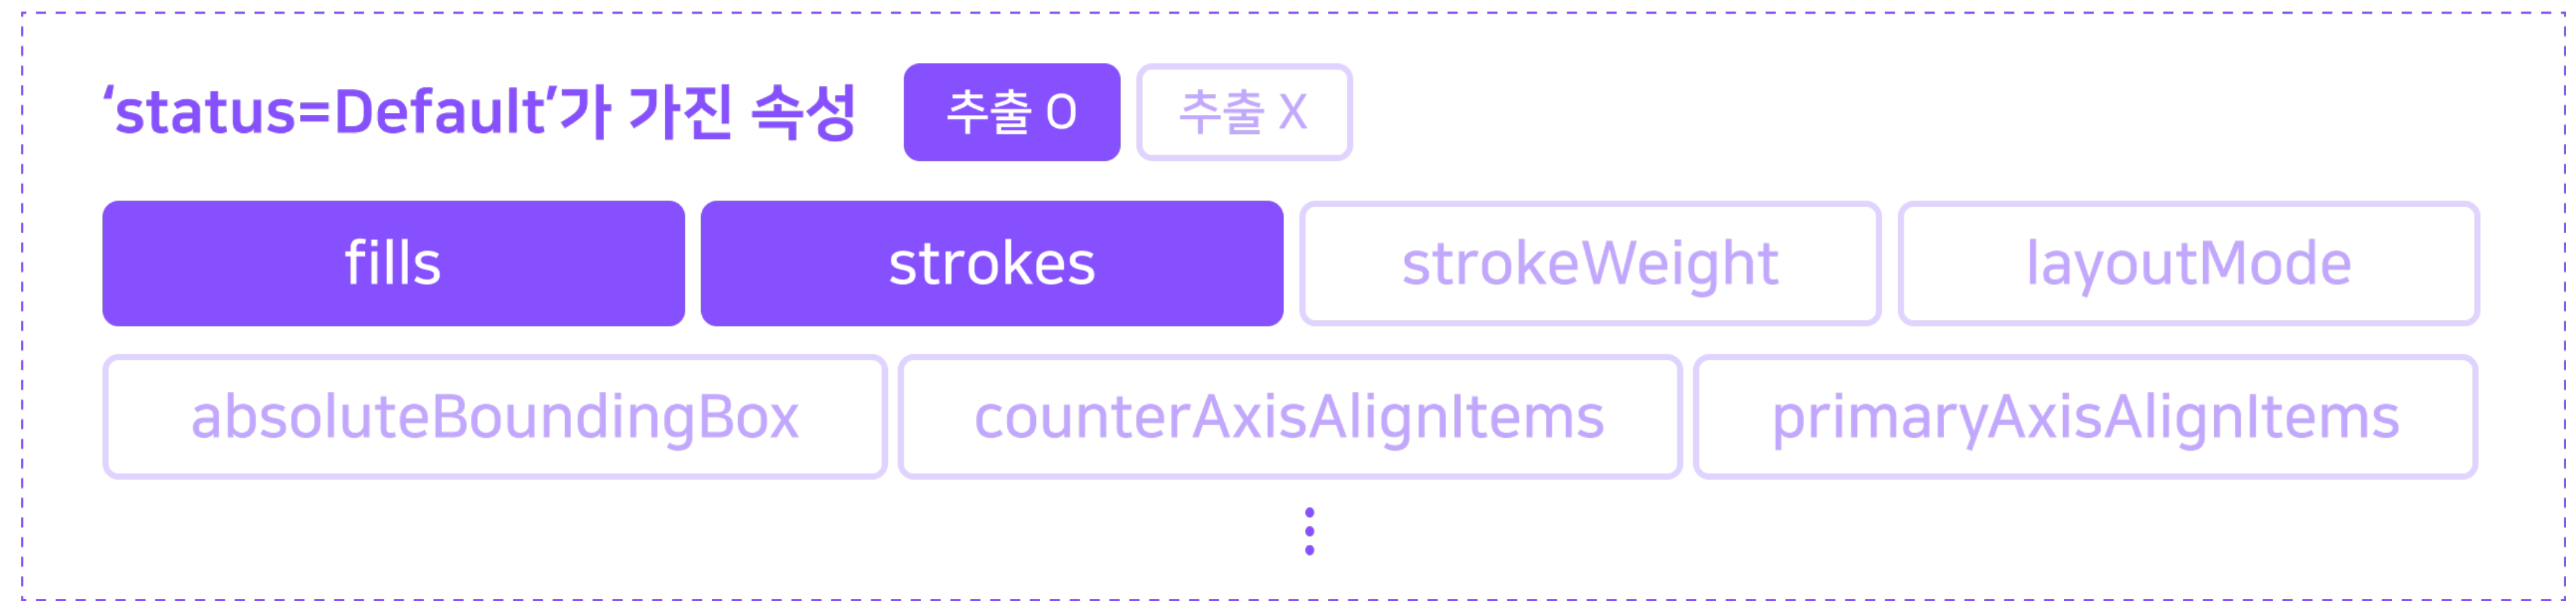 ‘status=Default’가 가진 속성 추출 O 추출 X
fills strokes strokeWeight layoutMode
absoluteBoundingBox counterAxisAlignItems primaryAxisAlignItems